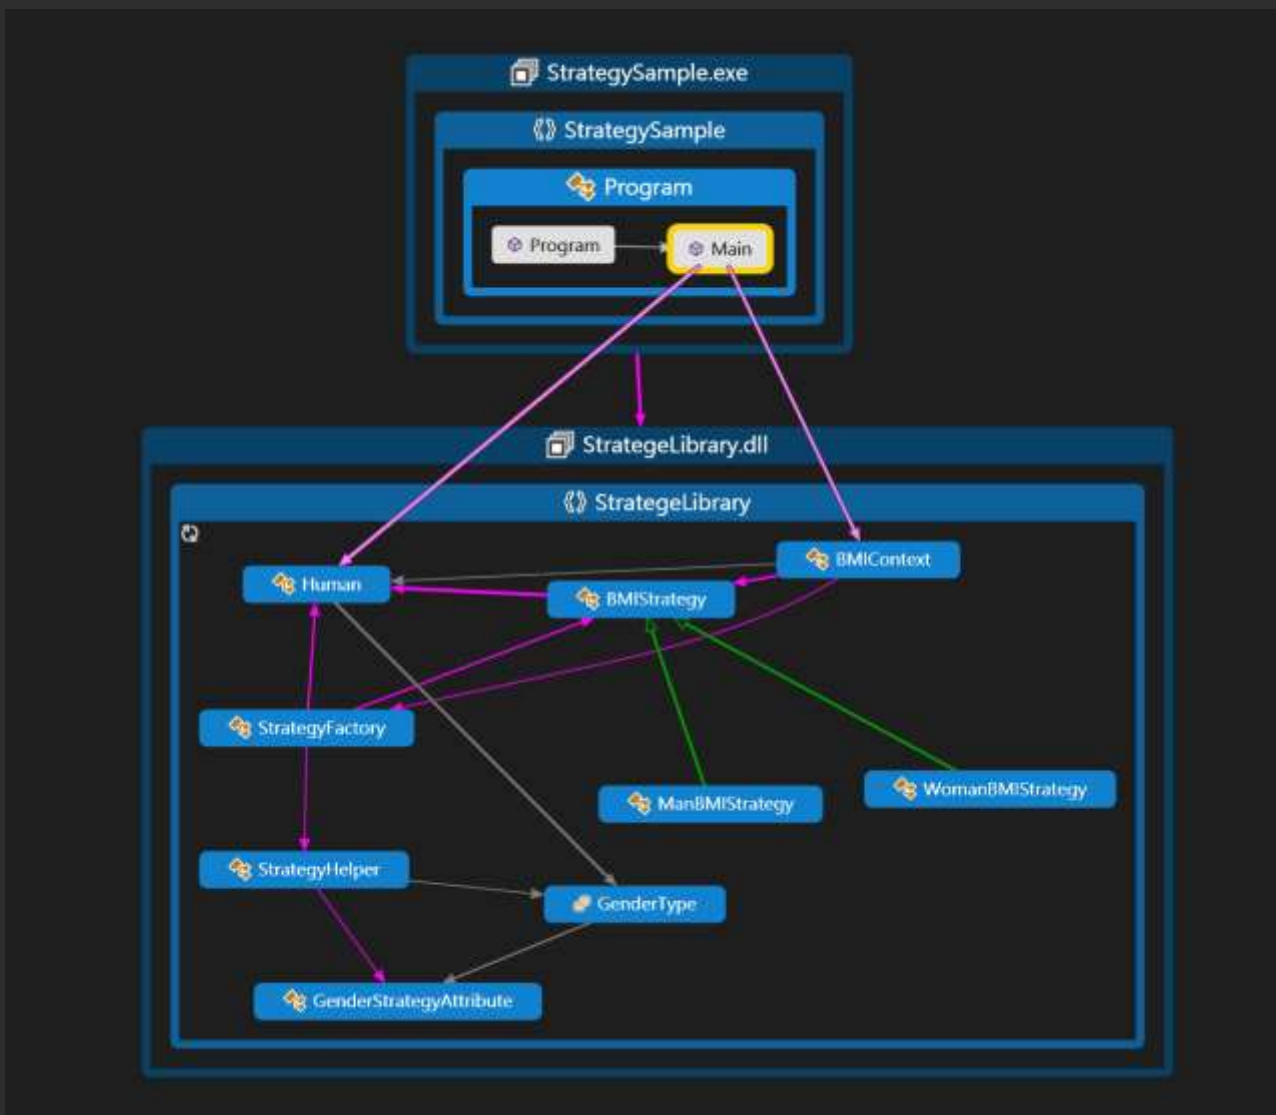 StrategySample.exe
StrategySample
Program
Program
Main
StrategeLibrary.dll
StrategeLibrary
BMIContext
Human
BMIStrategy
StrategyFactory
WomanBMIStrategy
ManBMIStrategy
StrategyHelper
GenderType
GenderStrategyAttribute